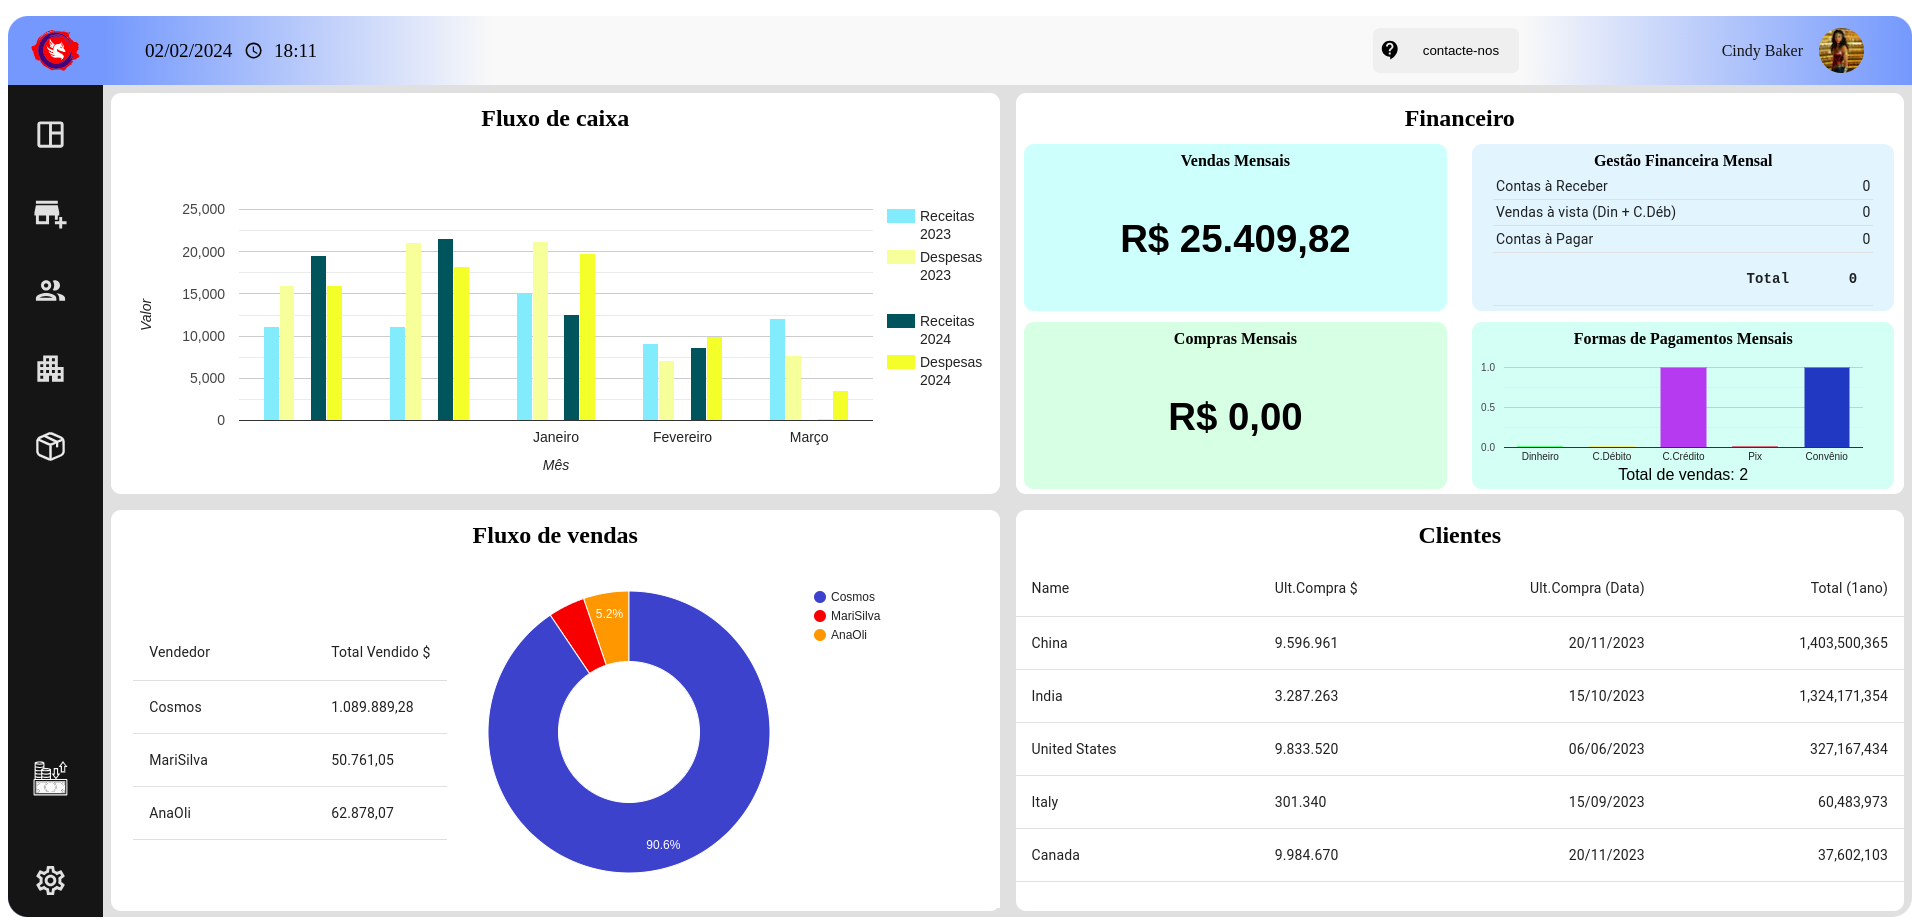 02/02/2024 18:11
contacte-nos
Cindy Baker
Fluxo de caixa
25,000
20,000
15,000
10,000
5,000
0
Valor
Janeiro Fevereiro Março
Mês
Receitas
2023
Despesas
2023
Receitas
2024
Despesas
2024
Financeiro
Vendas Mensais
R$ 25.409,82
Gestão Financeira Mensal
Contas à Receber 0
Vendas à vista (Din + C.Déb) 0
Contas à Pagar 0
Total 0
Compras Mensais
R$ 0,00
Formas de Pagamentos Mensais
1.0
0.5
0.0
Dinheiro C.Débito C.Crédito Pix Convênio
Total de vendas: 2
Fluxo de vendas
Vendedor Total Vendido $
Cosmos 1.089.889,28
MariSilva 50.761,05
AnaOli 62.878,07
5.2%
90.6%
Cosmos
MariSilva
AnaOli
Clientes
Name Ult.Compra $ Ult.Compra (Data) Total (1ano)
China 9.596.961 20/11/2023 1,403,500,365
India 3.287.263 15/10/2023 1,324,171,354
United States 9.833.520 06/06/2023 327,167,434
Italy 301.340 15/09/2023 60,483,973
Canada 9.984.670 20/11/2023 37,602,103